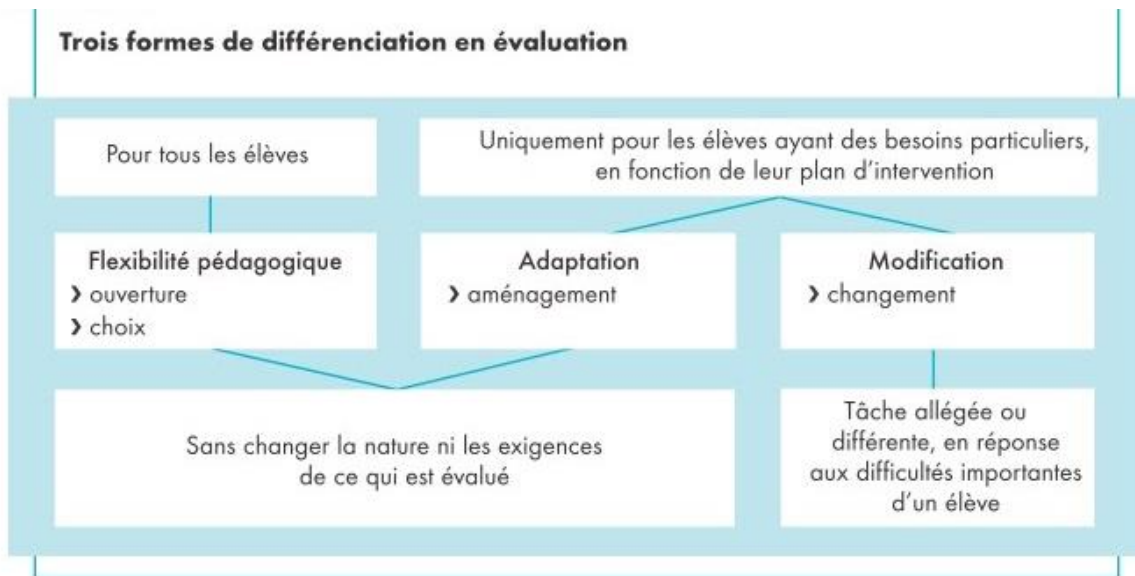 Trois formes de différenciation en évaluation
Pour tous les élèves
Uniquement pour les élèves ayant des besoins particuliers,
en fonction de leur plan d'intervention
Flexibilité pédagogique
❯ ouverture
❯ choix
Adaptation
❯ aménagement
Modification
❯ changement
Sans changer la nature ni les exigences
de ce qui est évalué
Tâche allégée ou
différente, en réponse
aux difficultés importantes
d'un élève